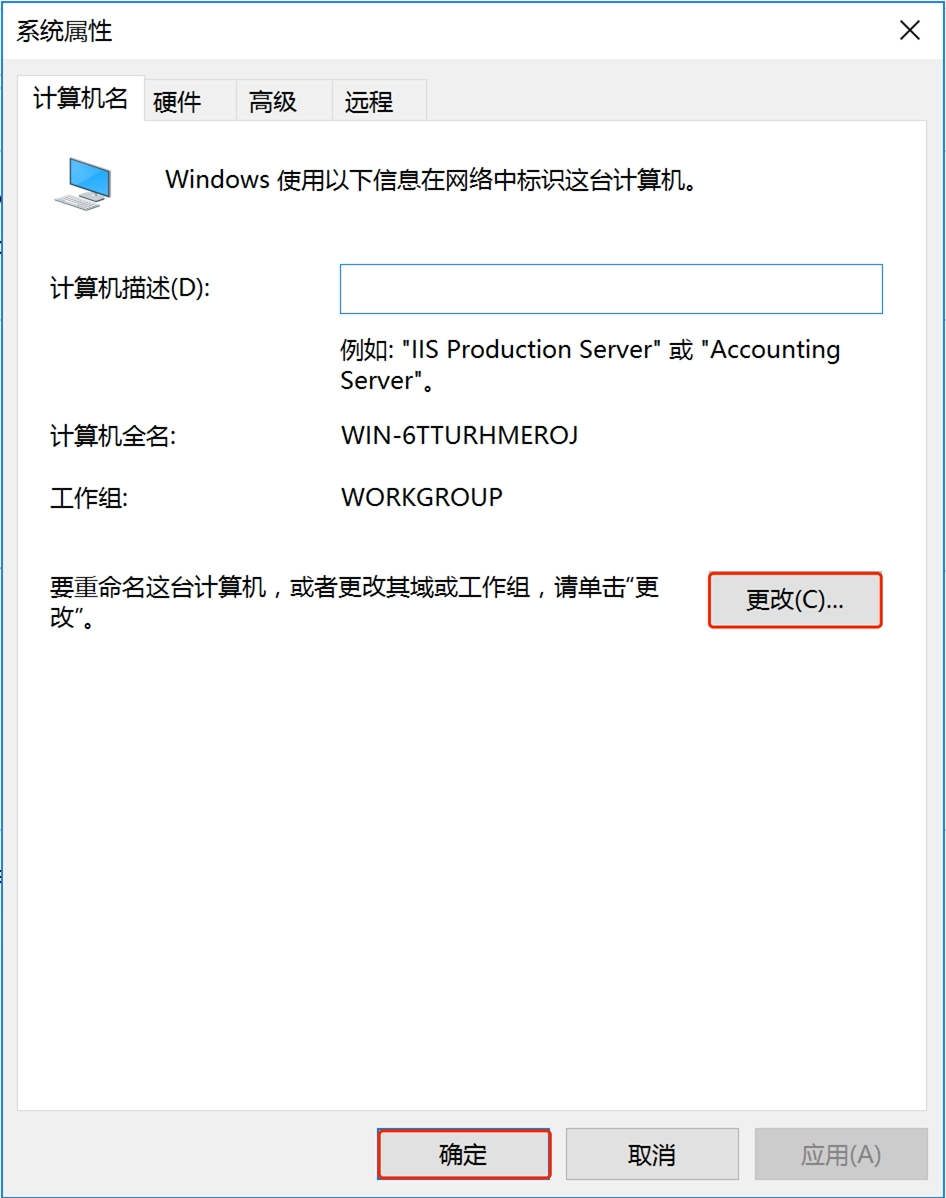 系统属性
计算机名 硬件 高级 远程
Windows 使用以下信息在网络中标识这台计算机。
计算机描述(D):
例如: "IIS Production Server" 或 "Accounting
Server"。
计算机全名: WIN-6TTURHMEROJ
工作组: WORKGROUP
要重命名这台计算机，或者更改其域或工作组，请单击“更
改”。
更改(C)...
确定 取消 应用(A)